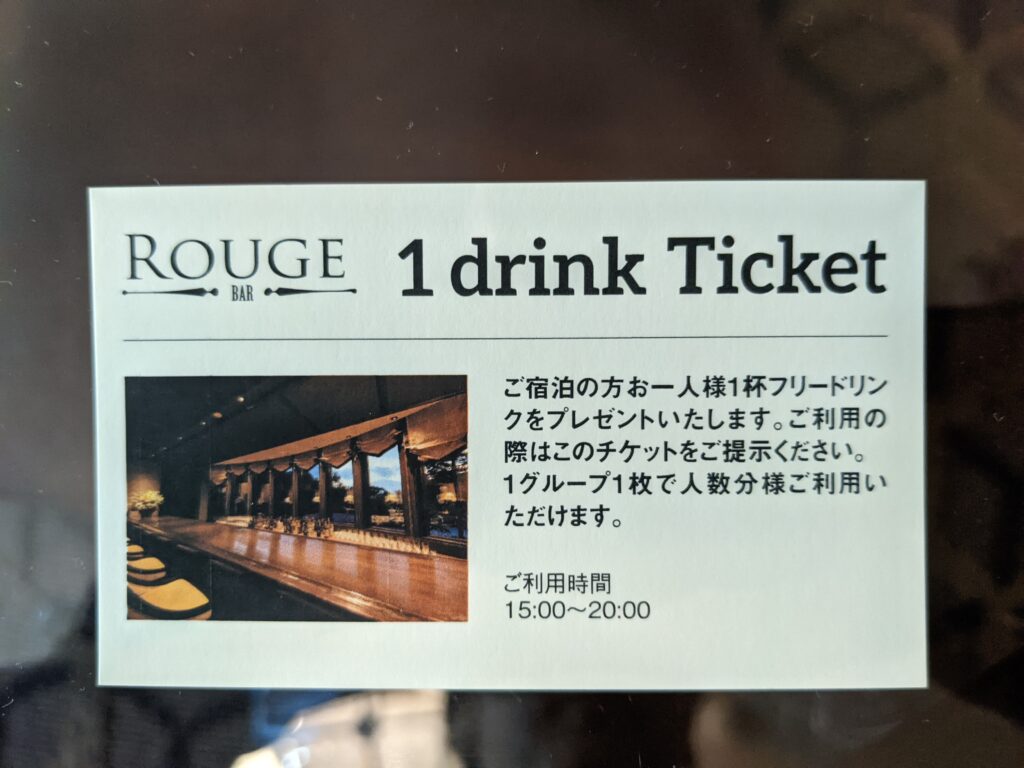 ROUGE
BAR
1 drink Ticket
ご宿泊の方お一人様1杯フリードリン
クをプレゼントいたします。ご利用の
際はこのチケットをご提示ください。
1グループ1枚で人数分様ご利用い
ただけます。
ご利用時間
15:00～20:00